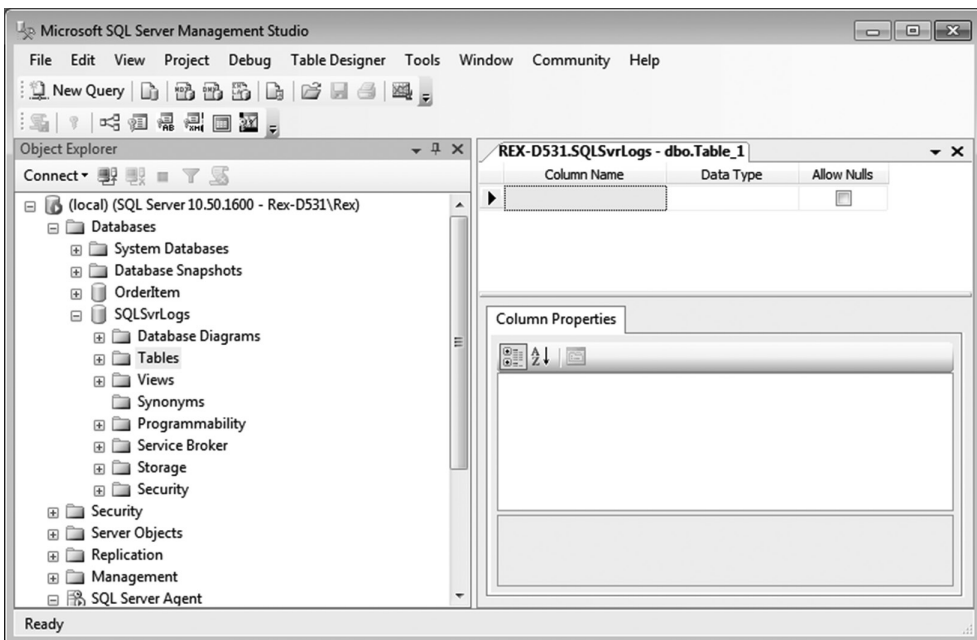 Microsoft SQL Server Management Studio
File Edit View Project Debug Table Designer Tools Window Community Help
New Query
Object Explorer
Connect
(local) (SQL Server 10.50.1600 - Rex-D531\Rex)
Databases
System Databases
Database Snapshots
OrderItem
SQLSvrLogs
Database Diagrams
Tables
Views
Synonyms
Programmability
Service Broker
Storage
Security
Security
Server Objects
Replication
Management
SQL Server Agent
REX-D531.SQLSvrLogs - dbo.Table_1
Column Name Data Type Allow Nulls
Column Properties
Ready